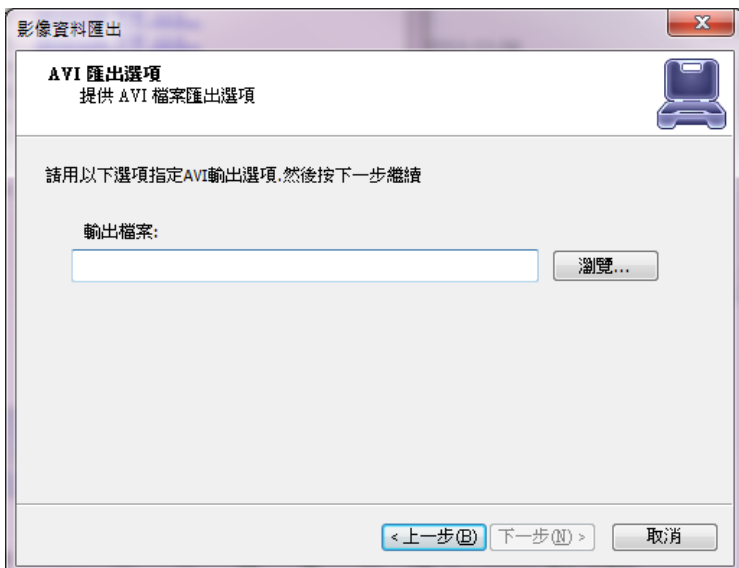 影像資料匯出
AVI 匯出選項
提供 AVI 檔案匯出選項
請用以下選項指定AVI輸出選項.然後按下一步繼續
輸出檔案:
瀏覽...
<上一步(B) 下一步(N)> 取消